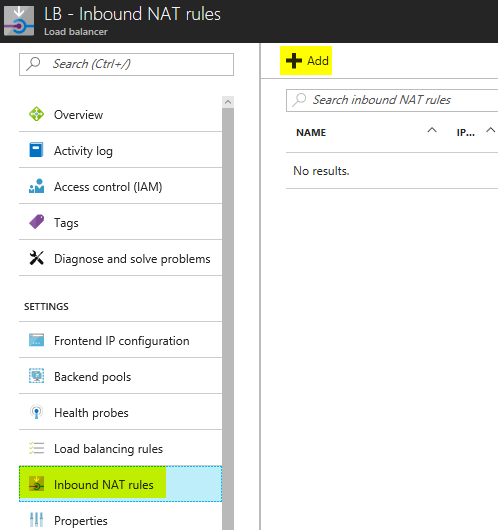 LB - Inbound NAT rules
Load balancer
Search (Ctrl+/)
Overview
Activity log
Access control (IAM)
Tags
Diagnose and solve problems
SETTINGS
Frontend IP configuration
Backend pools
Health probes
Load balancing rules
Inbound NAT rules
Properties
Add
Search inbound NAT rules
NAME IP...
No results.